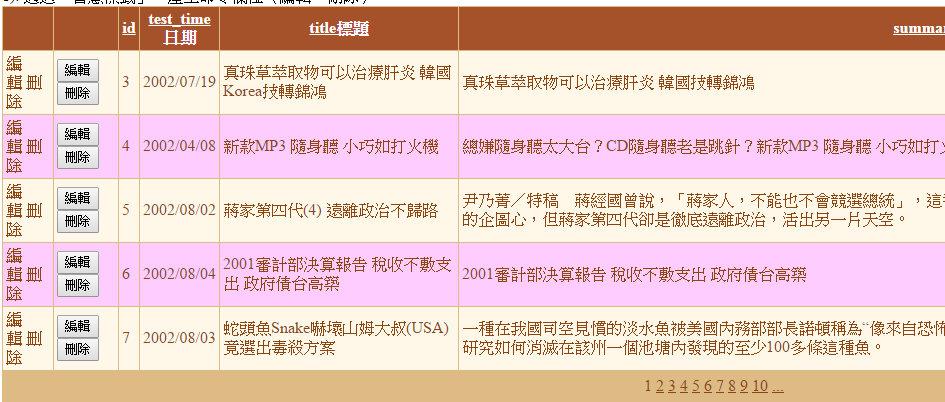 id test_time title標題 summar
日期
編 編輯 3 2002/07/19 真珠草萃取物可以治療肝炎 韓國 真珠草萃取物可以治療肝炎 韓國技轉錦鴻
輯 刪 刪除 Korea技轉錦鴻
除
編 編輯 4 2002/04/08 新款MP3 隨身聽 小巧如打火機 總嫌隨身聽太大台？CD隨身聽老是跳針？新款MP3 隨身聽 小巧如打火
輯 刪 刪除
除
編 編輯 5 2002/08/02 蔣家第四代(4) 遠離政治不歸路 尹乃菁／特稿 蔣經國曾說，「蔣家人，不能也不會競選總統」，這
輯 刪 刪除 的企圖心，但蔣家第四代卻是徹底遠離政治，活出另一片天空。
除
編 編輯 6 2002/08/04 2001審計部決算報告 稅收不敷支 2001審計部決算報告 稅收不敷支出 政府債台高築
輯 刪 刪除 出 政府債台高築
除
編 編輯 7 2002/08/03 蛇頭魚Snake嚇壞山姆大叔(USA) 一種在我國司空見慣的淡水魚被美國內務部部長諾頓稱為“像來自恐怖
輯 刪 刪除 竟選出毒殺方案 研究如何消滅在該州一個池塘內發現的至少100多條這種魚。
除
1 2 3 4 5 6 7 8 9 10 ...